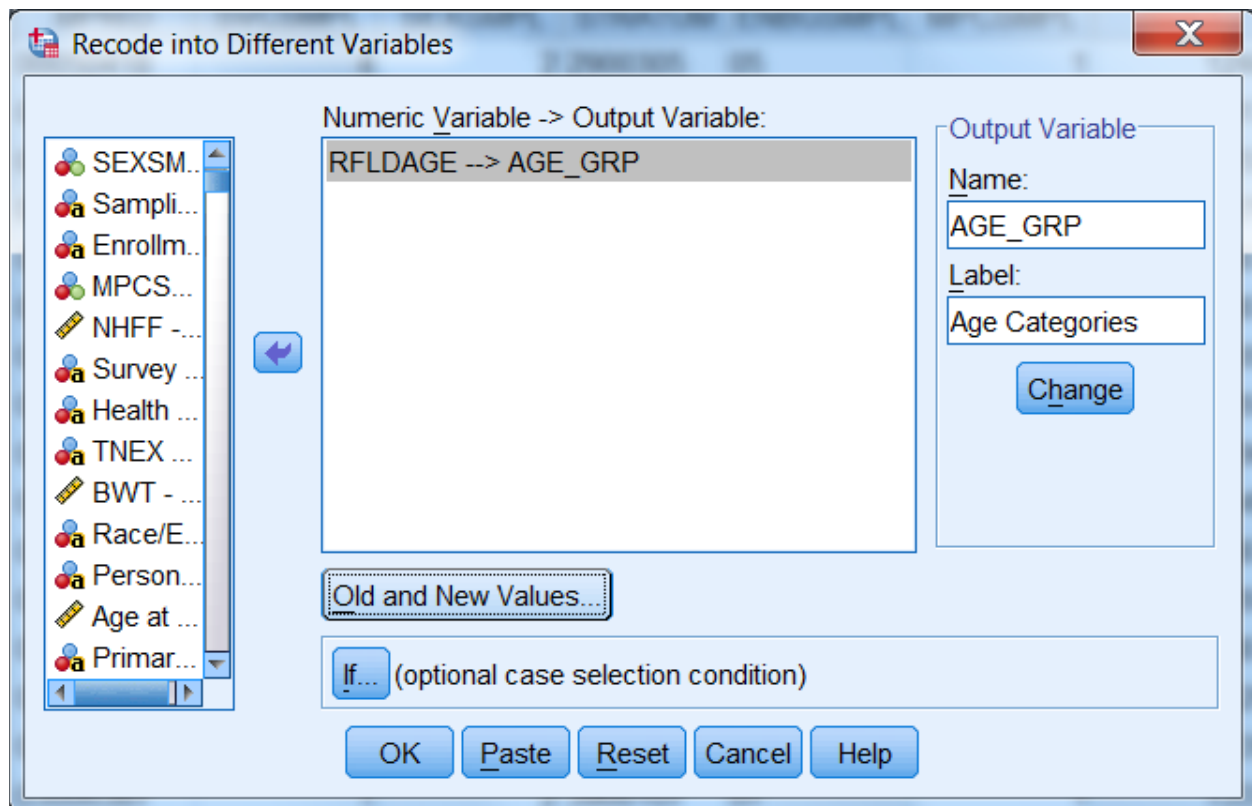 Recode into Different Variables
X
SEXSM..
Sampli...
Enrollm..
MPCS...
NHFF -...
Survey ...
Health ...
TNEX ...
BWT - ...
Race/E...
Person...
Age at ...
Primar...
Numeric Variable -> Output Variable:
RFLDAGE --> AGE_GRP
Old and New Values...
If... (optional case selection condition)
Output Variable
Name:
AGE_GRP
Label:
Age Categories
Change
OK Paste Reset Cancel Help